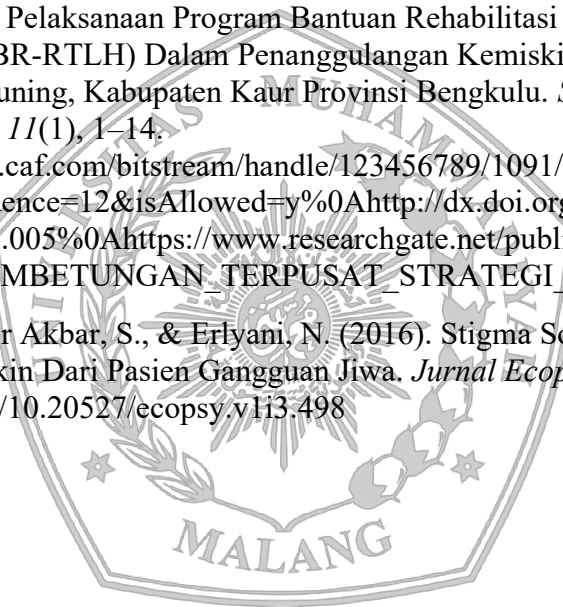 Pelaksanaan Program Bantuan Rehabilitasi
BR-RTLH) Dalam Penanggulangan Kemiski
uning, Kabupaten Kaur Provinsi Bengkulu. S
11(1), 1–14.
.caf.com/bitstream/handle/123456789/1091/
ence=12&isAllowed=y%0Ahttp://dx.doi.org
.005%0Ahttps://www.researchgate.net/publi
MBETUNGAN_TERPUSAT_STRATEGI_
r Akbar, S., & Erlyani, N. (2016). Stigma So
kin Dari Pasien Gangguan Jiwa. Jurnal Ecop
/10.20527/ecopsy.v1i3.498
MALANG